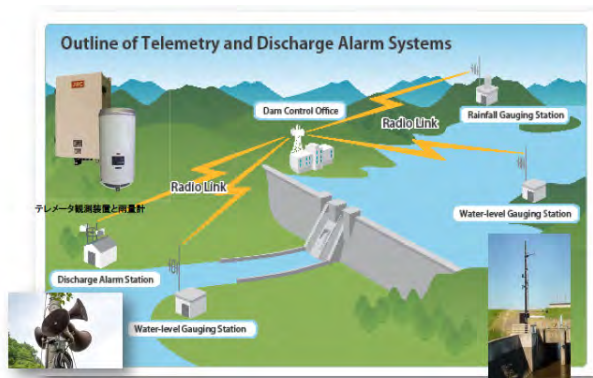 Outline of Telemetry and Discharge Alarm Systems
Dam Control Office
Rainfall Gauging Station
Radio Link
Radio Link
テレメータ観測装置と雨量計
Water-level Gauging Station
Discharge Alarm Station
Water-level Gauging Station